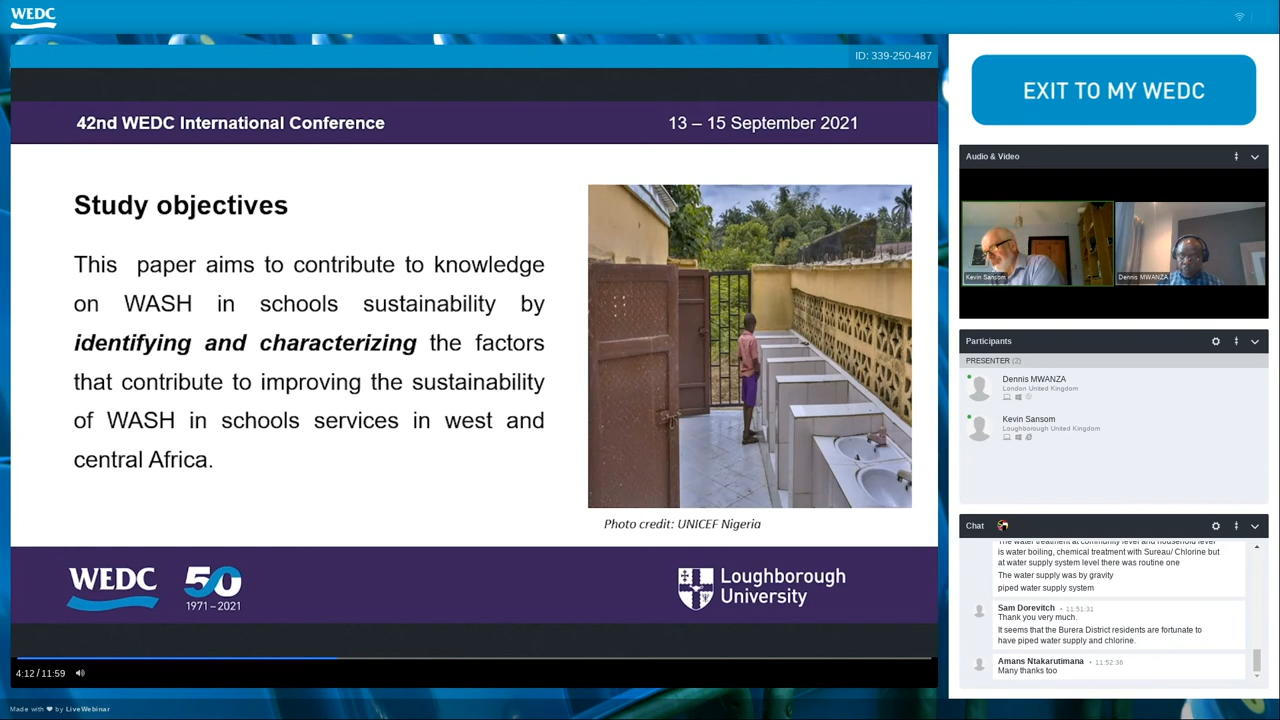 WEDC
ID: 339-250-487
EXIT TO MY WEDC
42nd WEDC International Conference
13 – 15 September 2021
Study objectives
This paper aims to contribute to knowledge
on WASH in schools sustainability by
identifying and characterizing the factors
that contribute to improving the sustainability
of WASH in schools services in west and
central Africa.
Photo credit: UNICEF Nigeria
WEDC
50
1971 – 2021
Loughborough
University
4:12 / 11:59
Made with ❤ by LiveWebinar
Audio & Video
Kevin Sansom
Dennis MWANZA
Participants
PRESENTER (2)
Dennis MWANZA
London United Kingdom
Kevin Sansom
Loughborough United Kingdom
Chat
The water treatment at community level and household level
is water boiling, chemical treatment with Sureau/ Chlorine but
at water supply system level there was routine one
The water supply was by gravity
piped water supply system
Sam Dorevitch • 11:51:31
Thank you very much.
It seems that the Burera District residents are fortunate to
have piped water supply and chlorine.
Amans Ntakarutimana • 11:52:36
Many thanks too